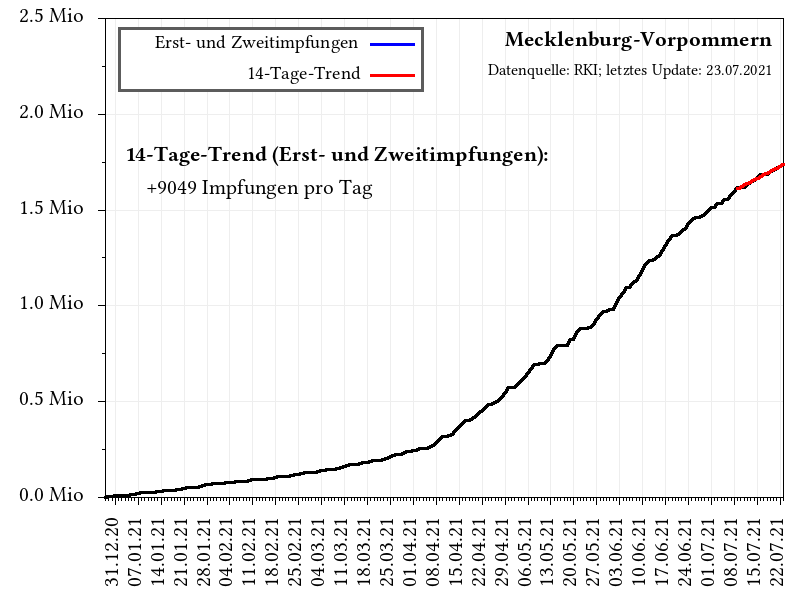 2.5 Mio
2.0 Mio
1.5 Mio
1.0 Mio
0.5 Mio
0.0 Mio
Erst- und Zweitimpfungen
14-Tage-Trend
Mecklenburg-Vorpommern
Datenquelle: RKI; letztes Update: 23.07.2021
14-Tage-Trend (Erst- und Zweitimpfungen):
+9049 Impfungen pro Tag
31.12.20
07.01.21
14.01.21
21.01.21
28.01.21
04.02.21
11.02.21
18.02.21
25.02.21
04.03.21
11.03.21
18.03.21
25.03.21
01.04.21
08.04.21
15.04.21
22.04.21
29.04.21
06.05.21
13.05.21
20.05.21
27.05.21
03.06.21
10.06.21
17.06.21
24.06.21
01.07.21
08.07.21
15.07.21
22.07.21